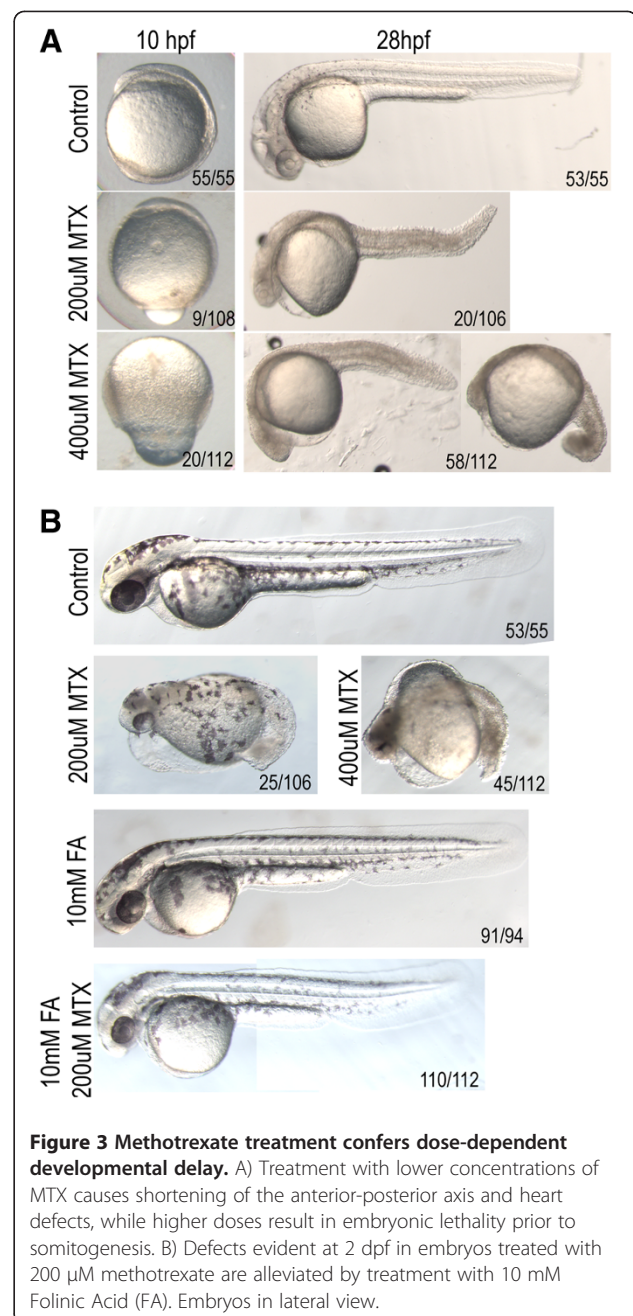 A
10 hpf
28hpf
Control
55/55
53/55
200uM MTX
9/108
20/106
400uM MTX
20/112
58/112
B
Control
53/55
200uM MTX
25/106
400uM MTX
45/112
10mM FA
91/94
10mM FA
200uM MTX
110/112
Figure 3 Methotrexate treatment confers dose-dependent
developmental delay. A) Treatment with lower concentrations of
MTX causes shortening of the anterior-posterior axis and heart
defects, while higher doses result in embryonic lethality prior to
somitogenesis. B) Defects evident at 2 dpf in embryos treated with
200 μM methotrexate are alleviated by treatment with 10 mM
Folinic Acid (FA). Embryos in lateral view.